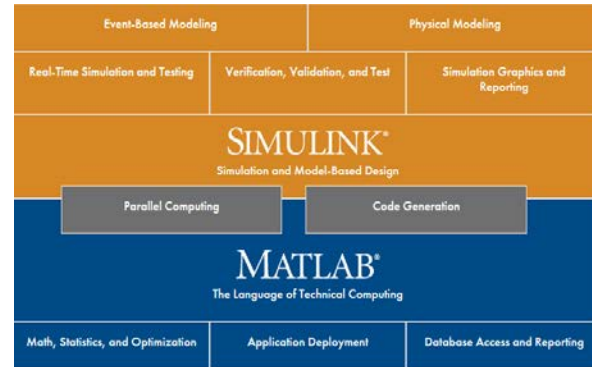 Event-Based Modeling
Physical Modeling
Real-Time Simulation and Testing
Verification, Validation, and Test
Simulation Graphics and
Reporting
SIMULINK®
Simulation and Model-Based Design
Parallel Computing
Code Generation
MATLAB®
The Language of Technical Computing
Math, Statistics, and Optimization
Application Deployment
Database Access and Reporting